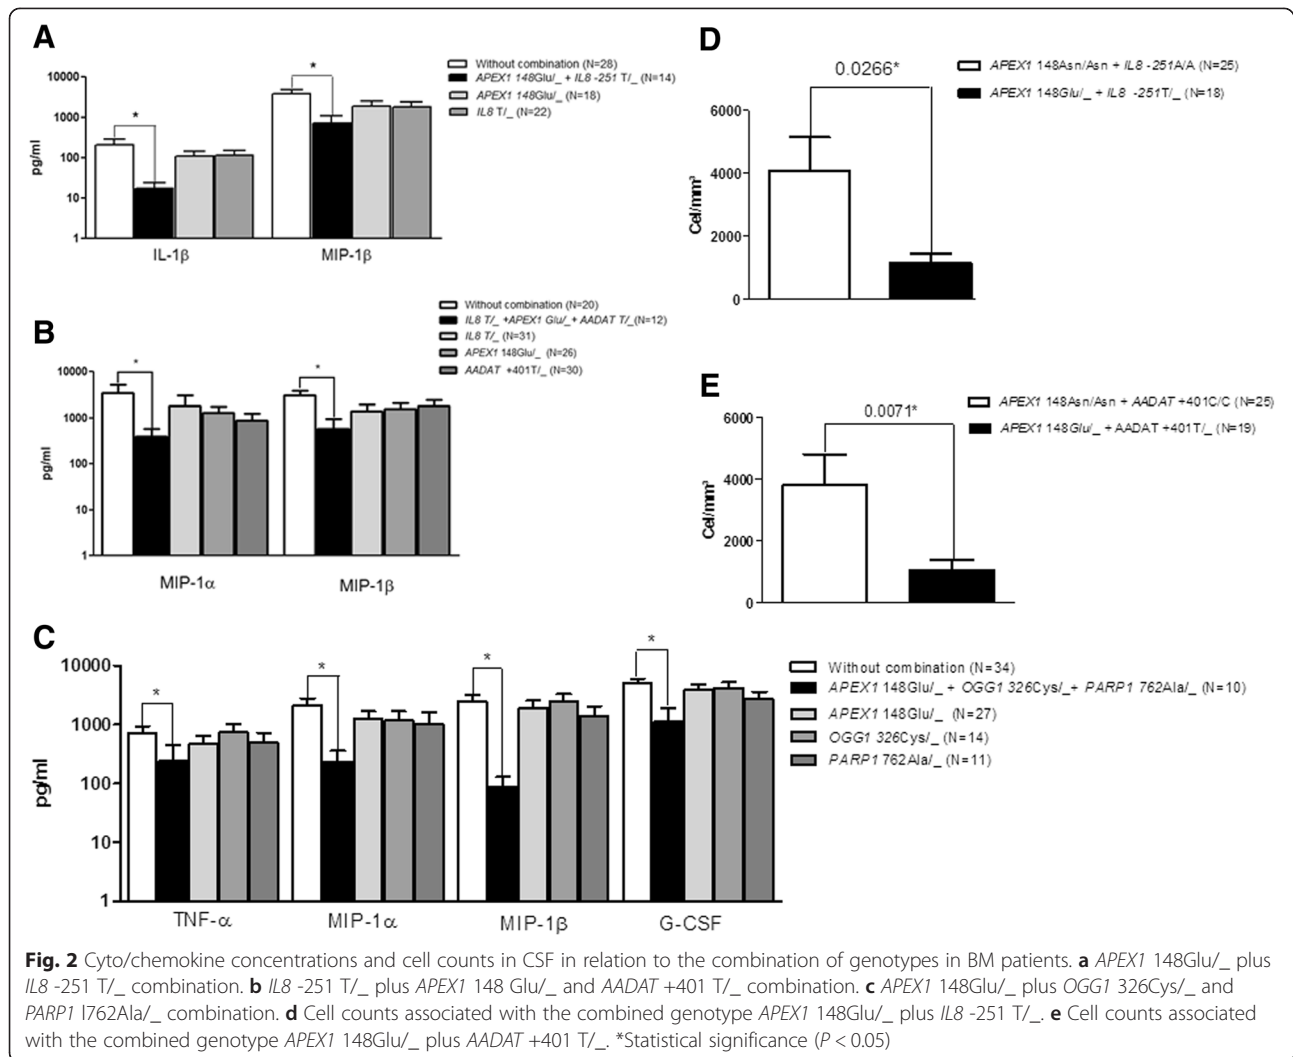 A
Without combination (N=28)
APEX1 148Glu/_ + IL8 -251 T/_ (N=14)
APEX1 148Glu/_ (N=18)
IL8 T/_ (N=22)
pg/ml
10000
1000
100
10
1
*
*
IL-1β
MIP-1β
B
Without combination (N=20)
IL8 T/_ +APEX1 Glu/_+ AADAT T/_(N=12)
IL8 T/_ (N=31)
APEX1 148Glu/_ (N=26)
AADAT +401T/_ (N=30)
pg/ml
10000
1000
100
10
1
*
*
MIP-1α
MIP-1β
C
Without combination (N=34)
APEX1 148Glu/_ + OGG1 326Cys/_+ PARP1 762Ala/_ (N=10)
APEX1 148Glu/_ (N=27)
OGG1 326Cys/_ (N=14)
PARP1 762Ala/_ (N=11)
pg/ml
10000
1000
100
10
1
*
*
*
*
TNF-α
MIP-1α
MIP-1β
G-CSF
D
APEX1 148Asn/Asn + IL8 -251A/A (N=25)
APEX1 148Glu/_ + IL8 -251T/_ (N=18)
0.0266*
Cel/mm³
6000
4000
2000
0
E
APEX1 148Asn/Asn + AADAT +401C/C (N=25)
APEX1 148Glu/_ + AADAT +401T/_ (N=19)
0.0071*
Cel/mm³
6000
4000
2000
0
Fig. 2 Cyto/chemokine concentrations and cell counts in CSF in relation to the combination of genotypes in BM patients. a APEX1 148Glu/_ plus
IL8 -251 T/_ combination. b IL8 -251 T/_ plus APEX1 148 Glu/_ and AADAT +401 T/_ combination. c APEX1 148Glu/_ plus OGG1 326Cys/_ and
PARP1 l762Ala/_ combination. d Cell counts associated with the combined genotype APEX1 148Glu/_ plus IL8 -251 T/_. e Cell counts associated
with the combined genotype APEX1 148Glu/_ plus AADAT +401 T/_. *Statistical significance (P < 0.05)